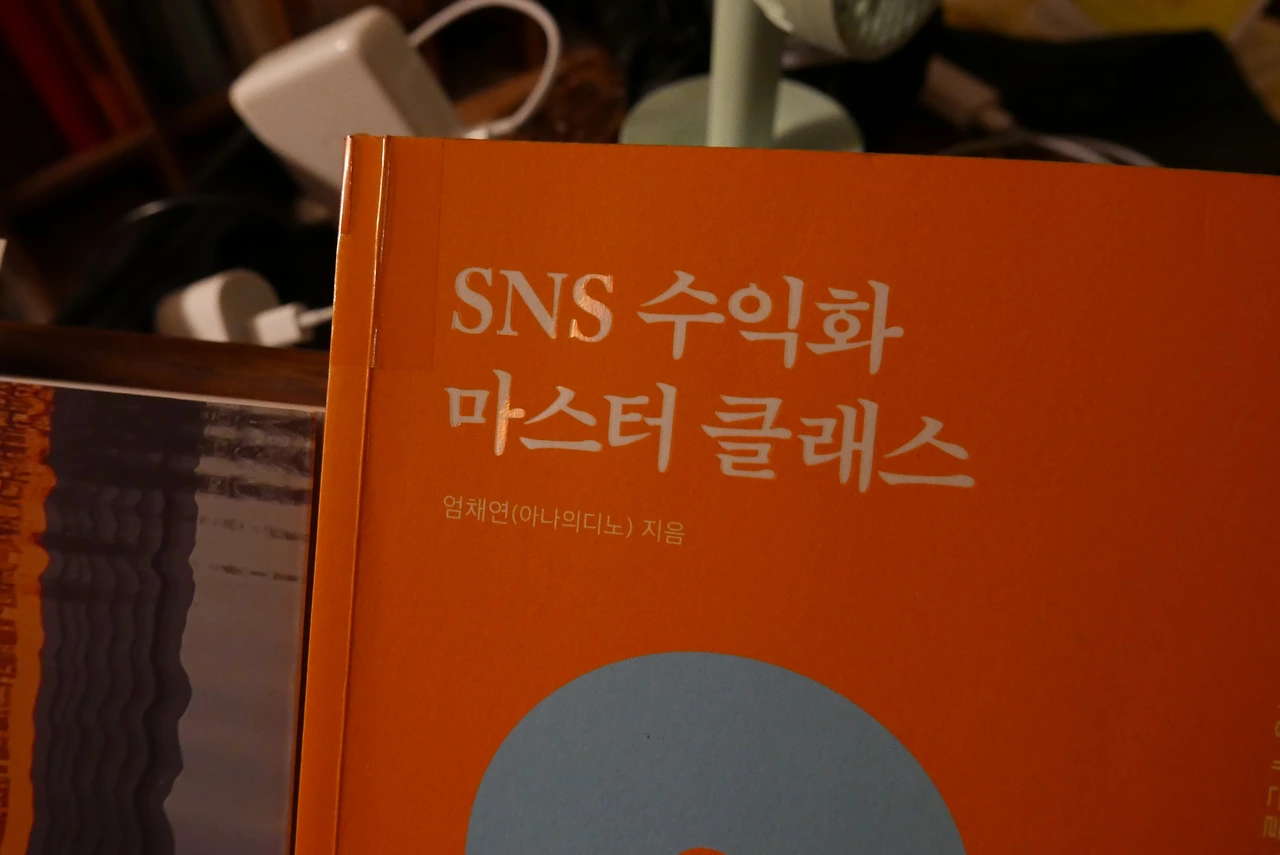 SNS 수익화
마스터 클래스
엄채연(아나의디노) 지음